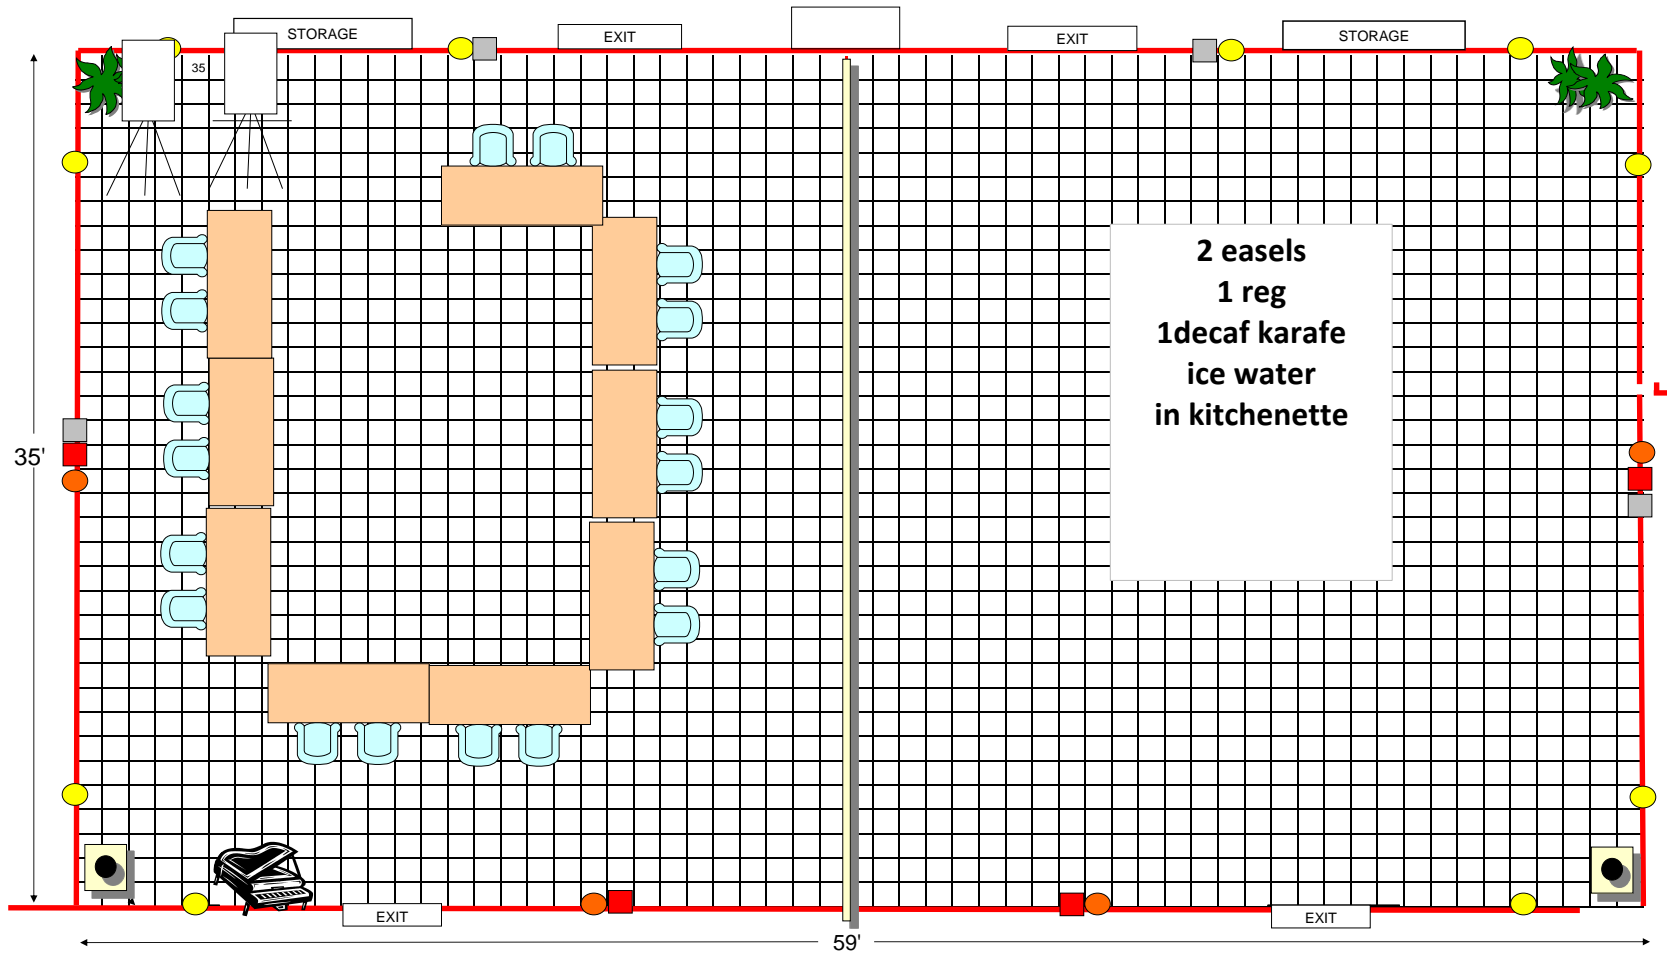 STORAGE
EXIT
EXIT
STORAGE
35
2 easels
1 reg
1decaf karafe
ice water
in kitchenette
35'
EXIT
EXIT
59'